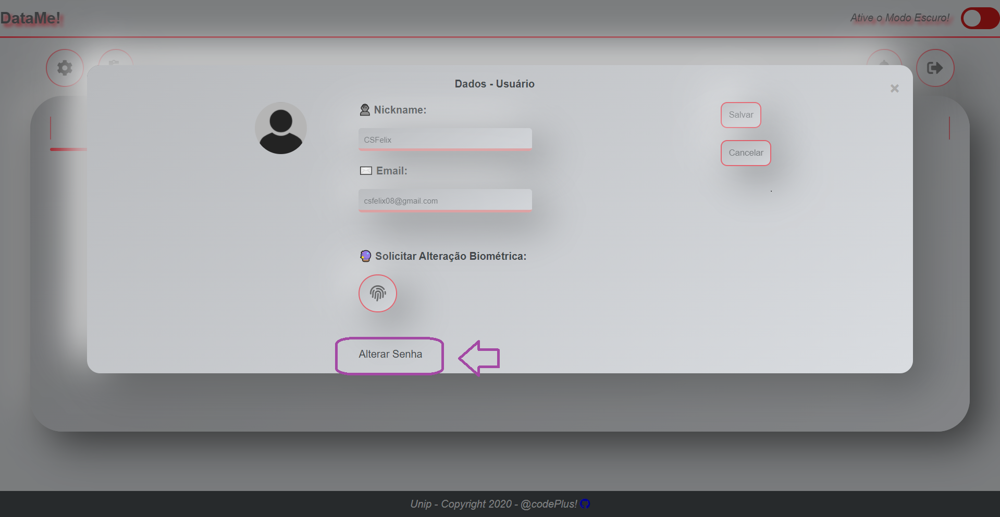 DataMe!
Ative o Modo Escuro!
Dados - Usuário
Nickname:
CSFelix
Email:
csfelix08@gmail.com
Solicitar Alteração Biométrica:
Alterar Senha
Salvar
Cancelar
.
Unip - Copyright 2020 - @codePlus!